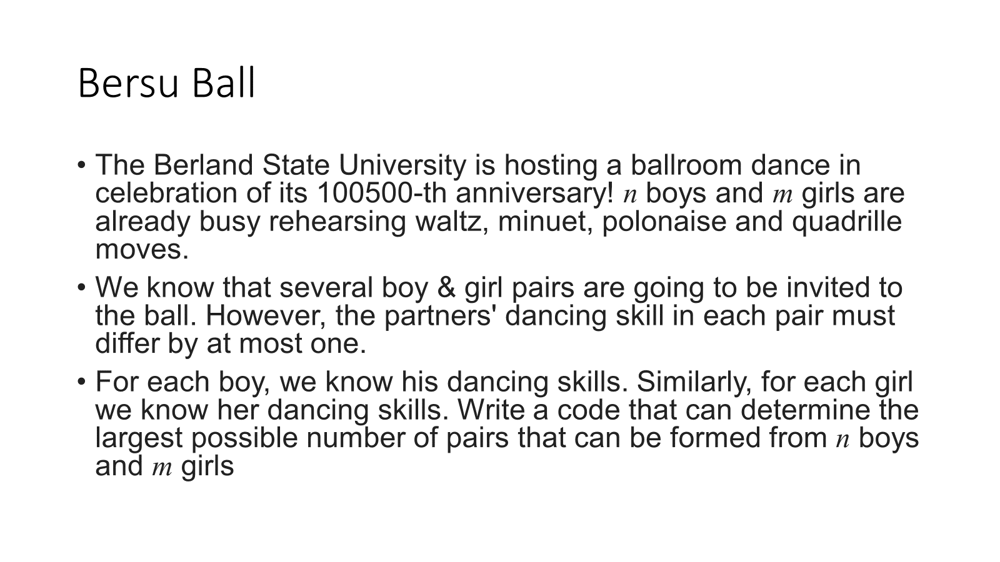 Bersu Ball
• The Berland State University is hosting a ballroom dance in
celebration of its 100500-th anniversary! n boys and m girls are
already busy rehearsing waltz, minuet, polonaise and quadrille
moves.
• We know that several boy & girl pairs are going to be invited to
the ball. However, the partners' dancing skill in each pair must
differ by at most one.
• For each boy, we know his dancing skills. Similarly, for each girl
we know her dancing skills. Write a code that can determine the
largest possible number of pairs that can be formed from n boys
and m girls